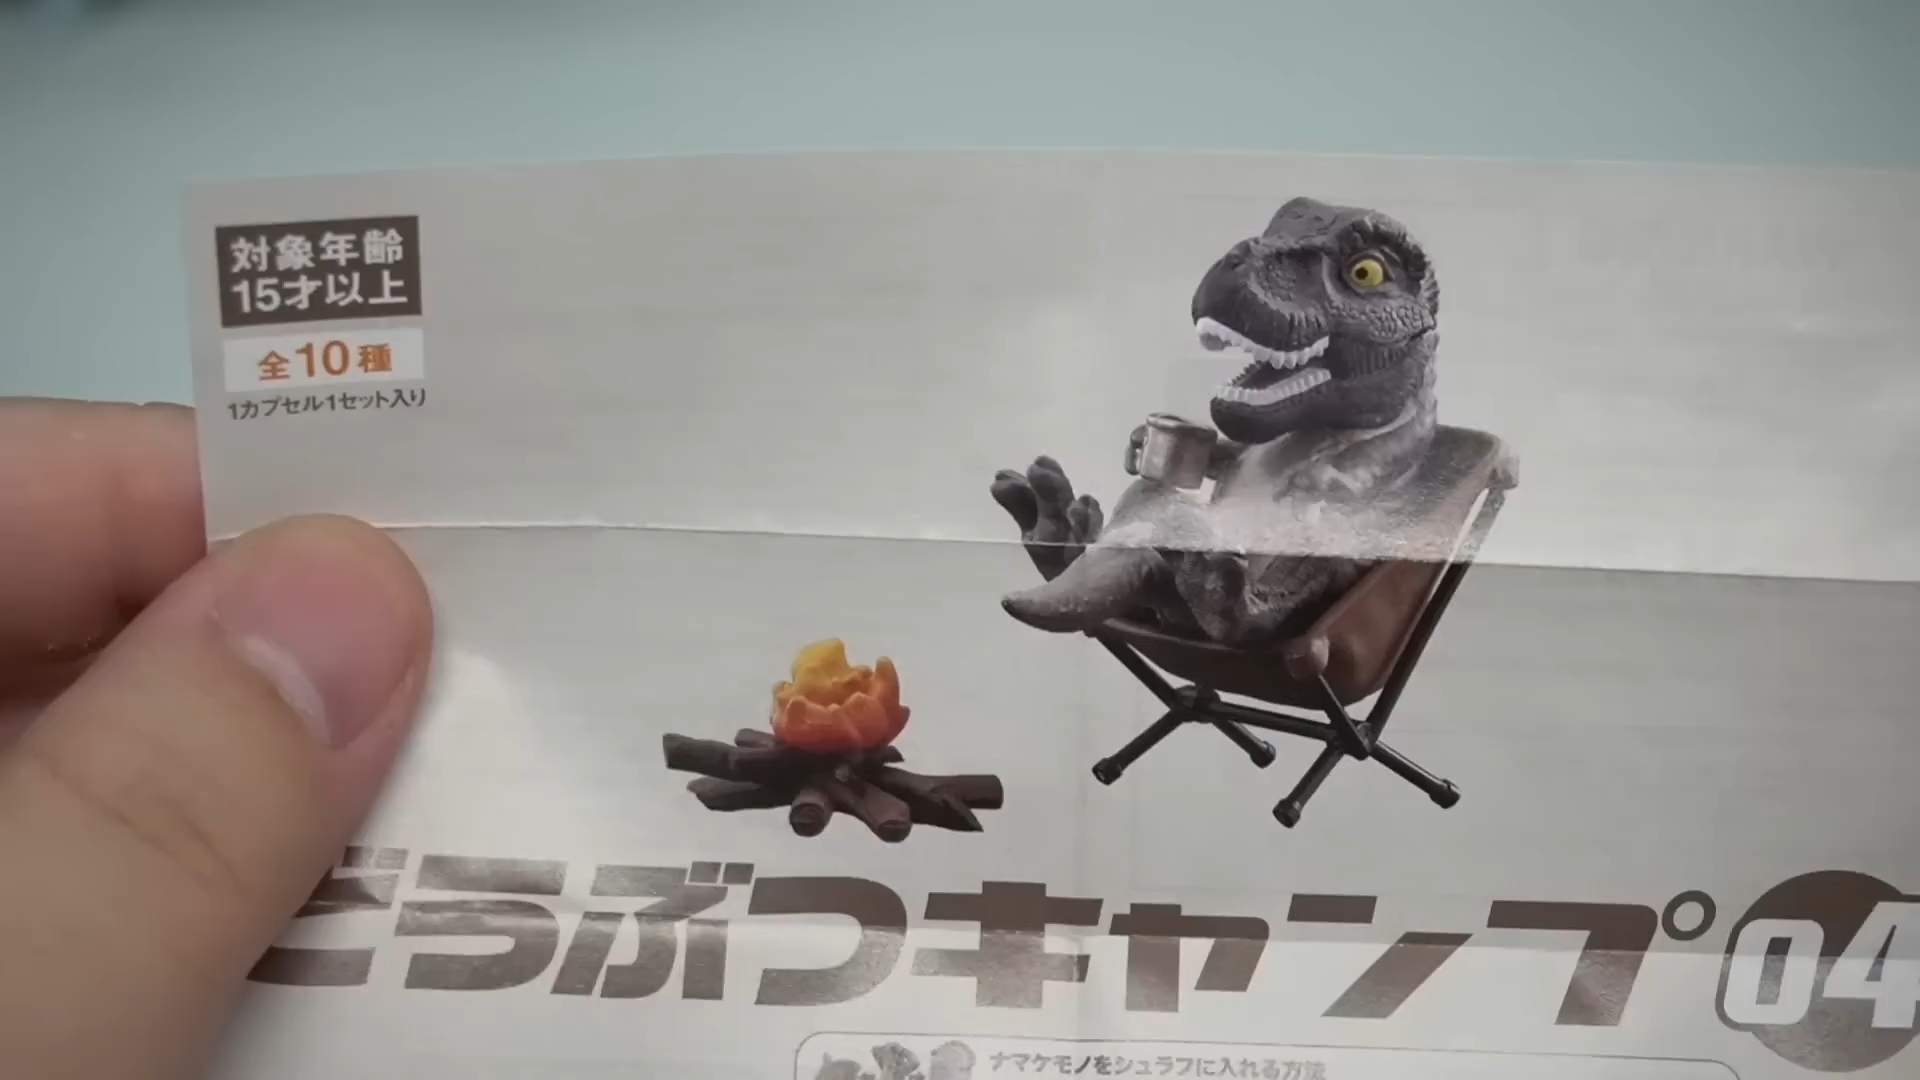 対象年齢
15才以上
全10種
1カプセル1セット入り
どうぶつキャンプ04
ナマケモノをシュラフに入れる方法